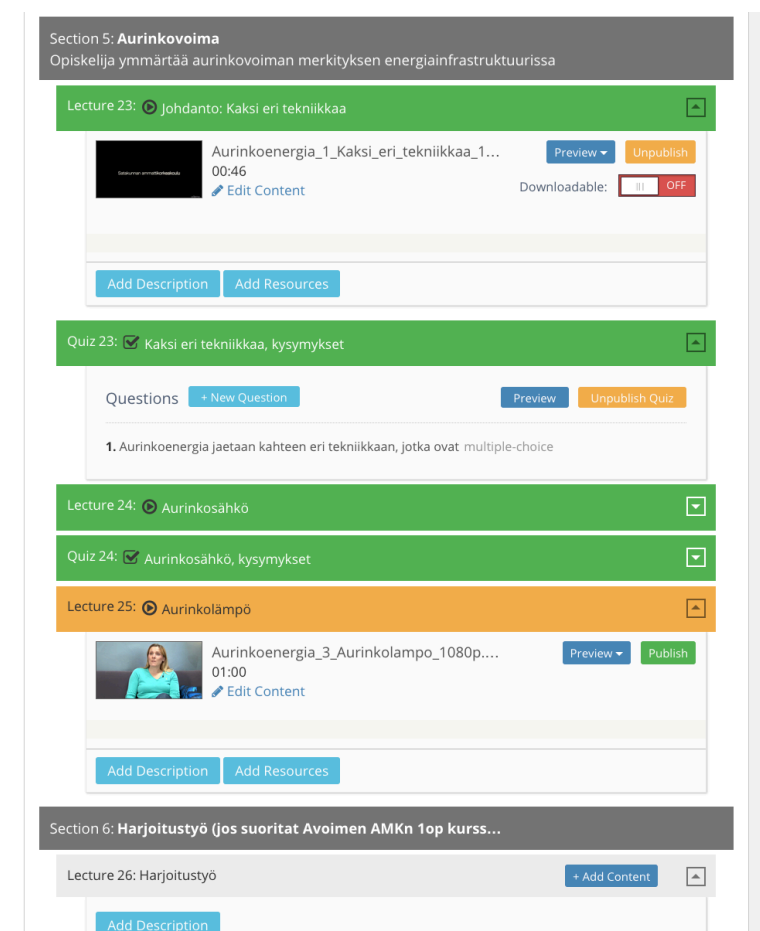 Section 5: Aurinkovoima
Opiskelija ymmärtää aurinkovoiman merkityksen energiainfrastruktuurissa
Lecture 23: Johdanto: Kaksi eri tekniikkaa
Aurinkoenergia_1_Kaksi_eri_tekniikkaa_1...
Preview
Unpublish
Satakunnan ammattikorkeakoulu
00:46
Edit Content
Downloadable:
OFF
Add Description
Add Resources
Quiz 23: Kaksi eri tekniikkaa, kysymykset
Questions
+ New Question
Preview
Unpublish Quiz
1. Aurinkoenergia jaetaan kahteen eri tekniikkaan, jotka ovat multiple-choice
Lecture 24: Aurinkosähkö
Quiz 24: Aurinkosähkö, kysymykset
Lecture 25: Aurinkolämpö
Aurinkoenergia_3_Aurinkolampo_1080p....
Preview
Publish
01:00
Edit Content
Add Description
Add Resources
Section 6: Harjoitustyö (jos suoritat Avoimen AMKn 1op kurss...
Lecture 26: Harjoitustyö
+ Add Content
Add Description